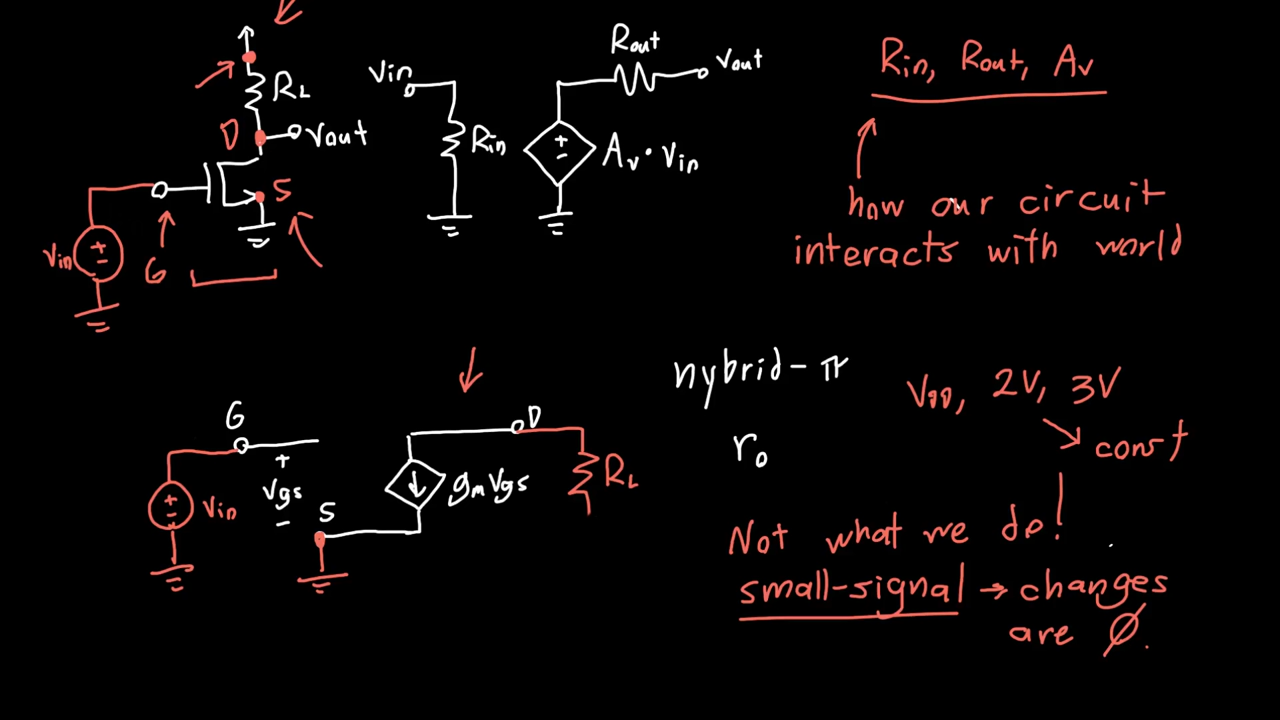 RL
D
Vout
S
G
Vin
+
−
Vin
Rin
Rout
Vout
+
−
Av · Vin
Rin, Rout, Av
how our circuit
interacts with world
G
+
Vgs
−
S
+
−
Vin
D
gmVgs
RL
hybrid-π
ro
VDD, 2V, 3V
const
Not what we do!
small-signal → changes
are Ø.